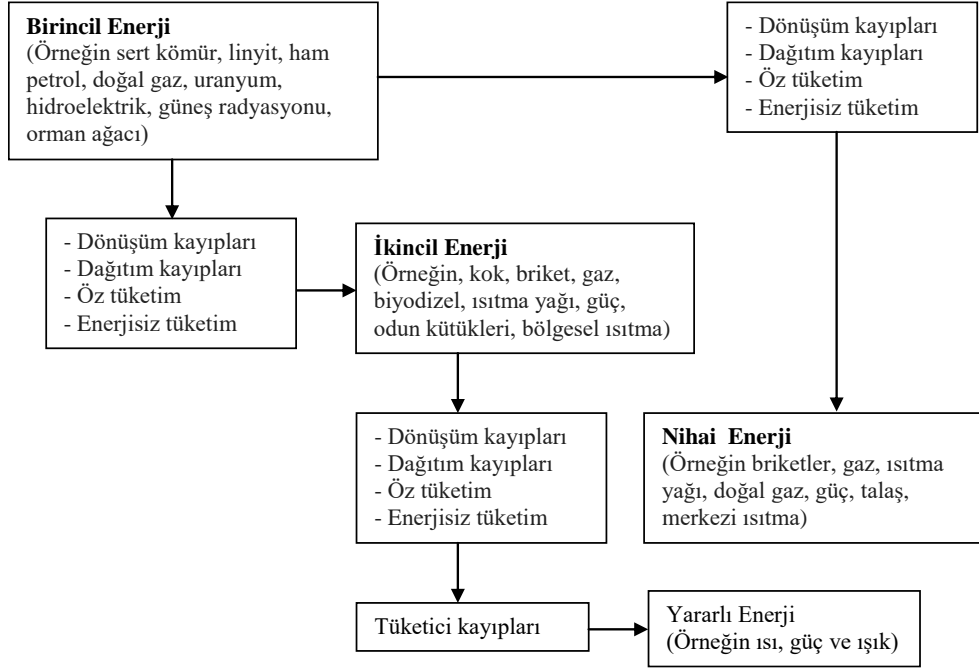 Birincil Enerji
(Örneğin sert kömür, linyit, ham
petrol, doğal gaz, uranyum,
hidroelektrik, güneş radyasyonu,
orman ağacı)
- Dönüşüm kayıpları
- Dağıtım kayıpları
- Öz tüketim
- Enerjisiz tüketim
- Dönüşüm kayıpları
- Dağıtım kayıpları
- Öz tüketim
- Enerjisiz tüketim
İkincil Enerji
(Örneğin, kok, briket, gaz,
biyodizel, ısıtma yağı, güç,
odun kütükleri, bölgesel ısıtma)
- Dönüşüm kayıpları
- Dağıtım kayıpları
- Öz tüketim
- Enerjisiz tüketim
Nihai Enerji
(Örneğin briketler, gaz, ısıtma
yağı, doğal gaz, güç, talaş,
merkezi ısıtma)
Tüketici kayıpları
Yararlı Enerji
(Örneğin ısı, güç ve ışık)